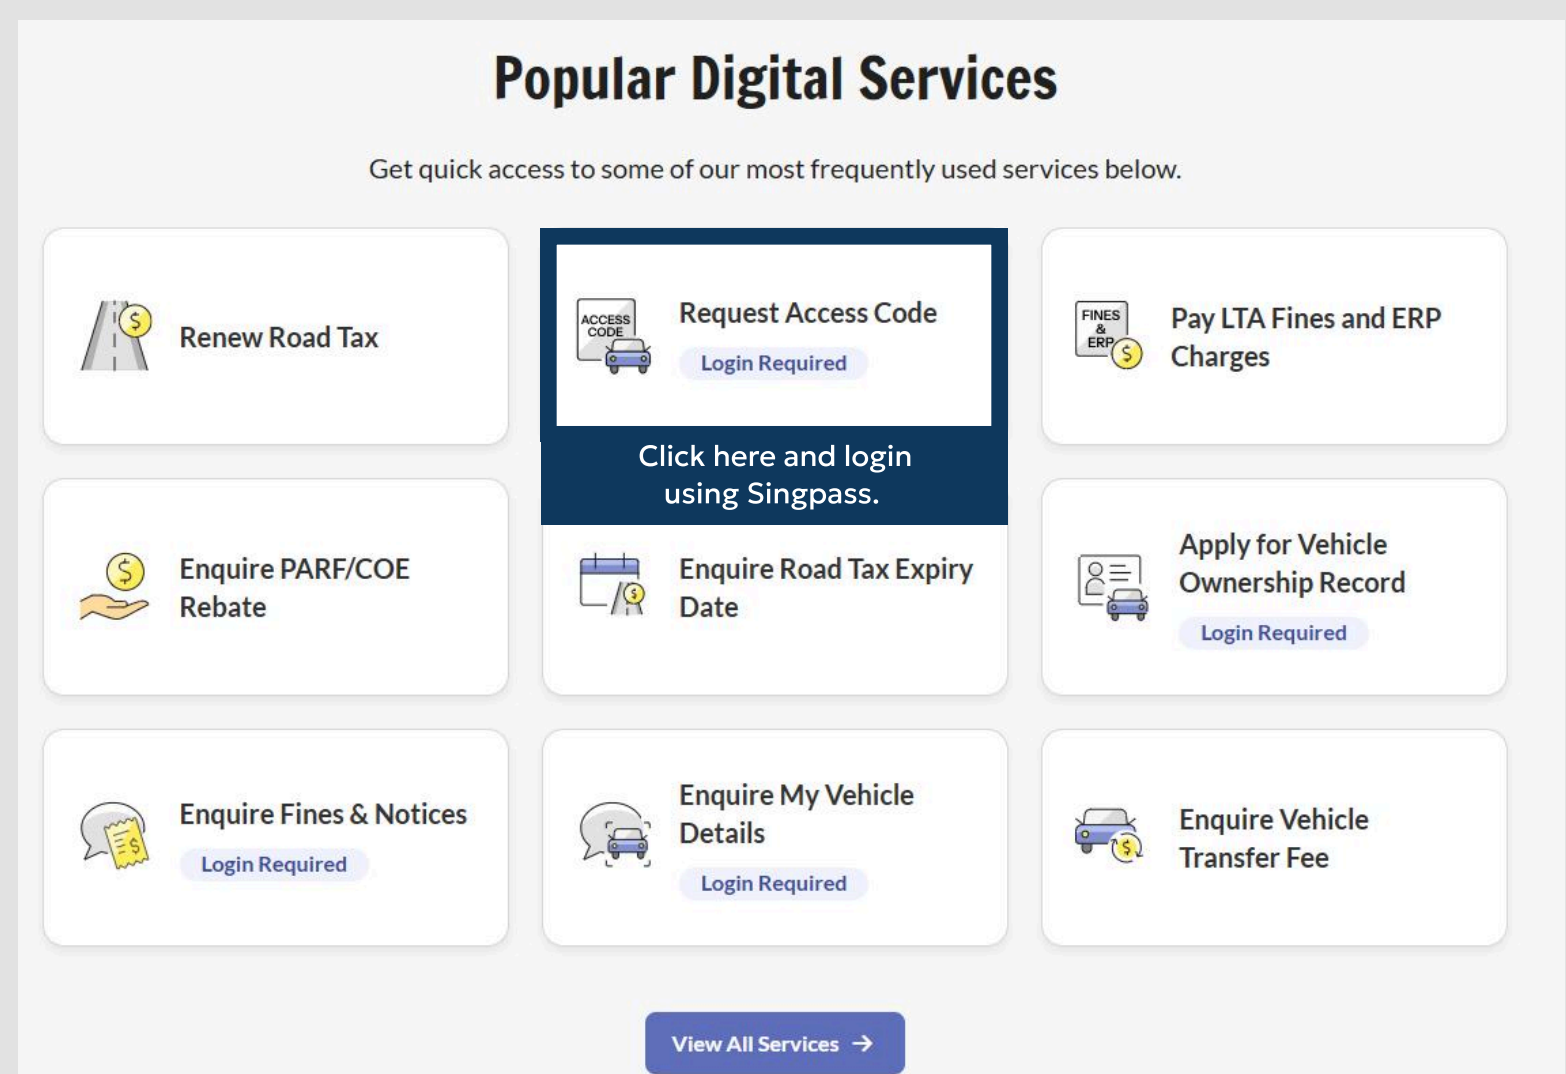 Popular Digital Services
Get quick access to some of our most frequently used services below.
Renew Road Tax
ACCESS
CODE
Request Access Code
Login Required
Click here and login
using Singpass.
FINES
&
ERP
Pay LTA Fines and ERP
Charges
Enquire PARF/COE
Rebate
Enquire Road Tax Expiry
Date
Apply for Vehicle
Ownership Record
Login Required
Enquire Fines & Notices
Login Required
Enquire My Vehicle
Details
Login Required
Enquire Vehicle
Transfer Fee
View All Services →